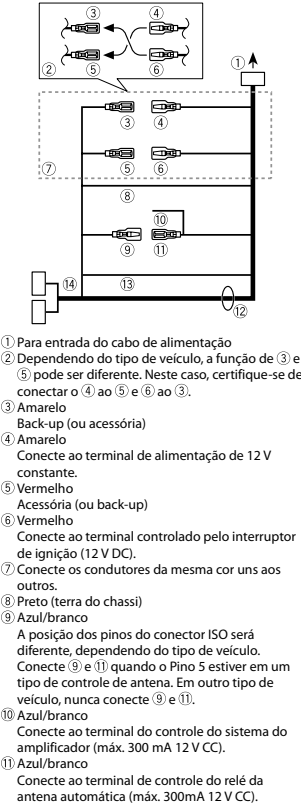 ③ ④
② ⑤ ⑥ ①
③ ④
⑤ ⑥
⑦
⑧
⑩
⑨ ⑪
⑭ ⑬
⑫
① Para entrada do cabo de alimentação
② Dependendo do tipo de veículo, a função de ③ e
⑤ pode ser diferente. Neste caso, certifique-se de
conectar o ④ ao ⑤ e ⑥ ao ③.
③ Amarelo
Back-up (ou acessória)
④ Amarelo
Conecte ao terminal de alimentação de 12 V
constante.
⑤ Vermelho
Acessória (ou back-up)
⑥ Vermelho
Conecte ao terminal controlado pelo interruptor
de ignição (12 V DC).
⑦ Conecte os condutores da mesma cor uns aos
outros.
⑧ Preto (terra do chassi)
⑨ Azul/branco
A posição dos pinos do conector ISO será
diferente, dependendo do tipo de veículo.
Conecte ⑨ e ⑪ quando o Pino 5 estiver em um
tipo de controle de antena. Em outro tipo de
veículo, nunca conecte ⑨ e ⑪.
⑩ Azul/branco
Conecte ao terminal do controle do sistema do
amplificador (máx. 300 mA 12 V CC).
⑪ Azul/branco
Conecte ao terminal de controle do relé da
antena automática (máx. 300mA 12 V CC).